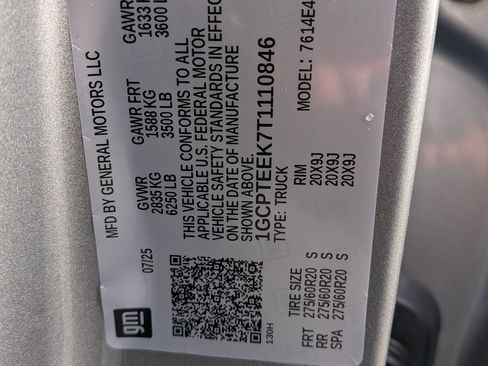 MFD BY GENERAL MOTORS LLC
07/25
GVWR
2835 KG
6250 LB
GAWR FRT
1588 KG
3500 LB
GAWR
1633 K
3600 LB
THIS VEHICLE CONFORMS TO ALL
APPLICABLE U.S. FEDERAL MOTOR
VEHICLE SAFETY STANDARDS IN EFFEC
ON THE DATE OF MANUFACTURE
SHOWN ABOVE.
1GCPTEEK7T1110846
TYPE: TRUCK
MODEL: 7614E4
gm
130H
TIRE SIZE RIM
FRT 275/60R20 S 20X9J
RR 275/60R20 S 20X9J
SPA 275/60R20 S 20X9J